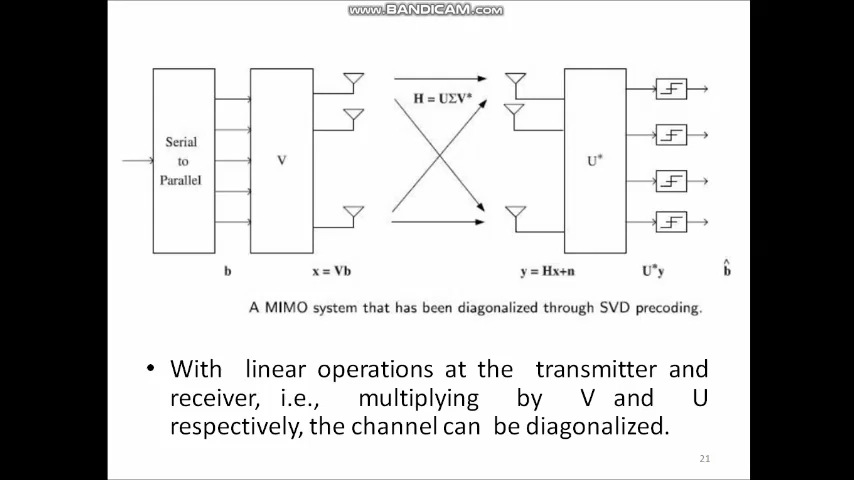 www.BANDICAM.com
H = UΣV*
Serial
to
Parallel
V
U*
b
x = Vb
y = Hx+n
U*y
b̂
A MIMO system that has been diagonalized through SVD precoding.
• With linear operations at the transmitter and
receiver, i.e., multiplying by V and U
respectively, the channel can be diagonalized.
21